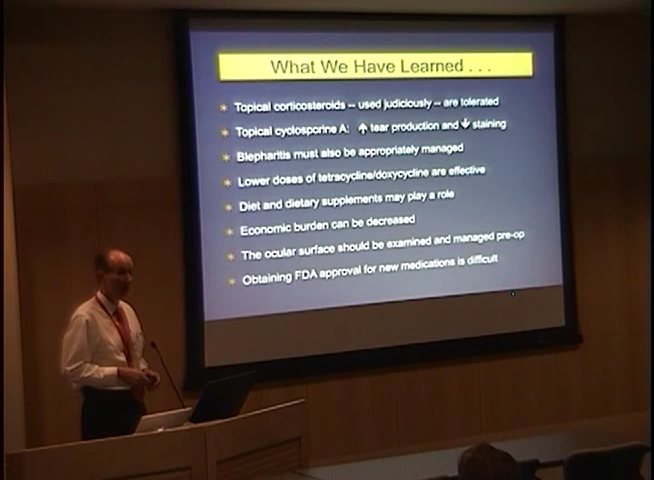 What We Have Learned . . .
Topical corticosteroids -- used judiciously -- are tolerated
Topical cyclosporine A: ↑ tear production and ↓ staining
Blepharitis must also be appropriately managed
Lower doses of tetracycline/doxycycline are effective
Diet and dietary supplements may play a role
Economic burden can be decreased
The ocular surface should be examined and managed pre-op
Obtaining FDA approval for new medications is difficult